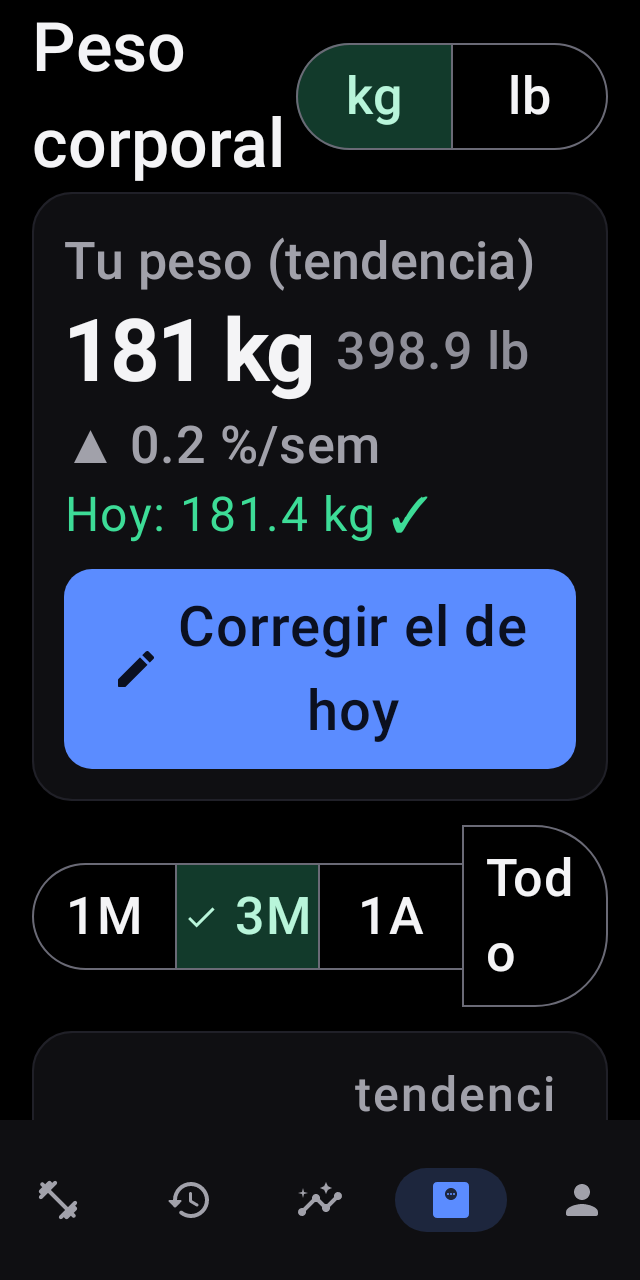 Peso
corporal
kg
lb
Tu peso (tendencia)
181 kg 398.9 lb
▲ 0.2 %/sem
Hoy: 181.4 kg ✓
Corregir el de
hoy
1M
✓ 3M
1A
Tod
o
tendenci